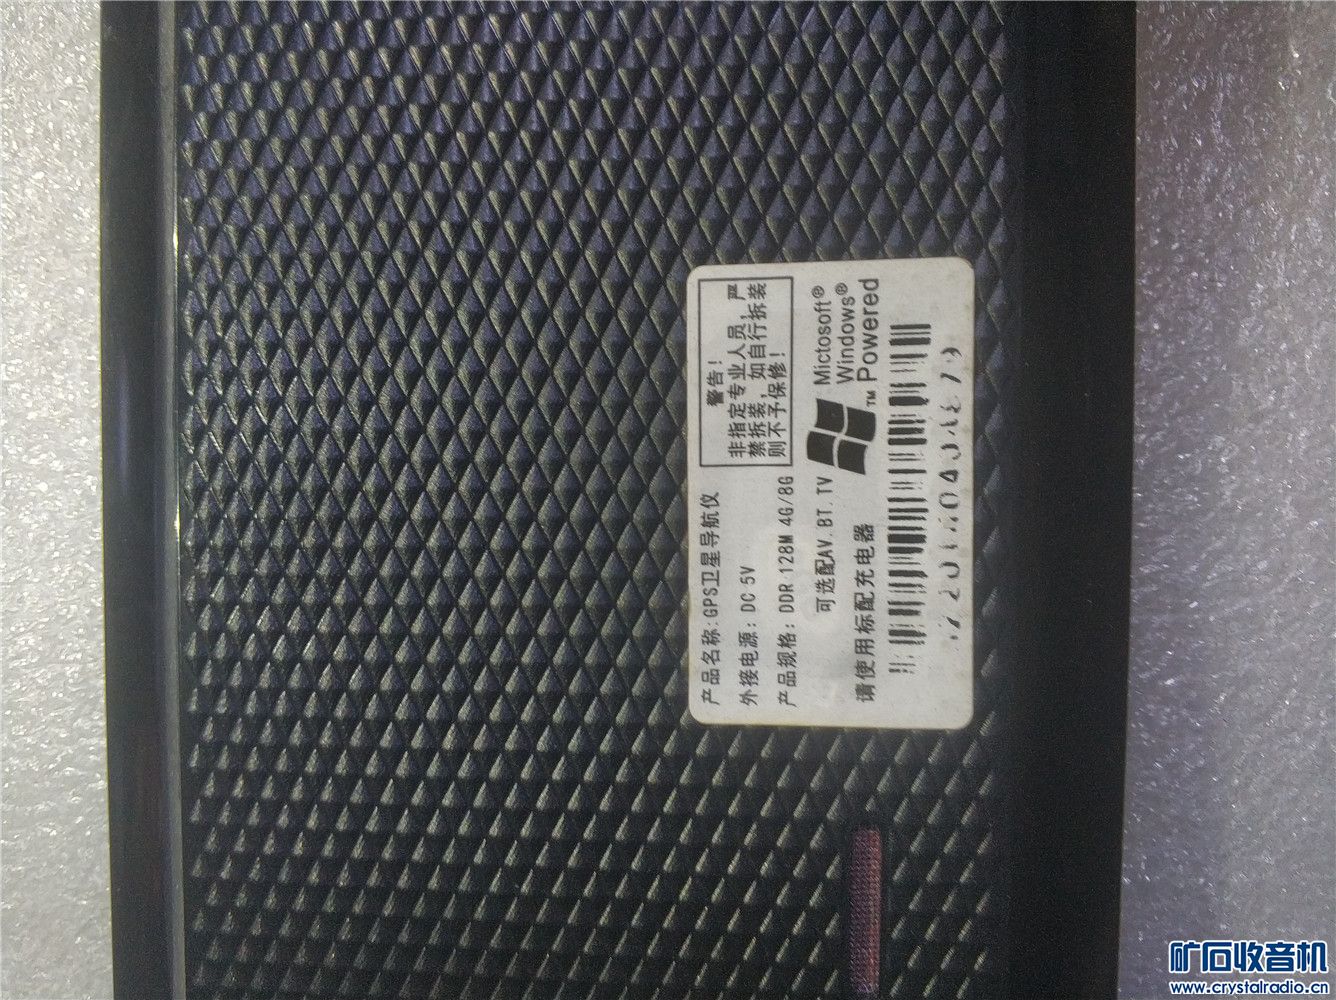 产品名称:GPS卫星导航仪
外接电源: DC 5V
产品规格: DDR 128M 4G/8G
可选配AV.BT.TV
请使用标配充电器
警告!
非指定专业人员,严
禁拆装,如自行拆装
则不予保修!
Mictosoft®
Windows®
™ Powered
矿石收音机
www.crystalradio.cn